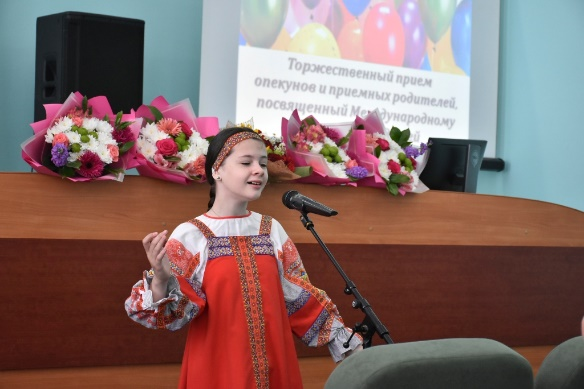 Торжественный прием
опекунов и приемных родителей,
посвященный Международному